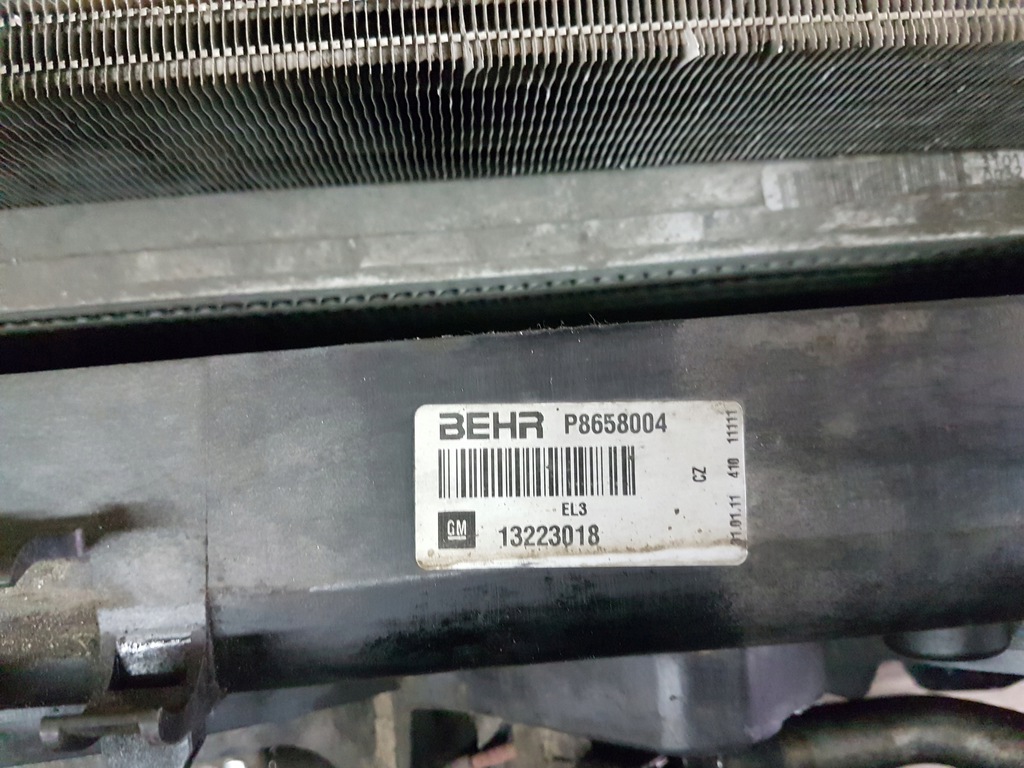 BEHR P8658004
EL3
GM
13223018
CZ
01.01.11 410 11111